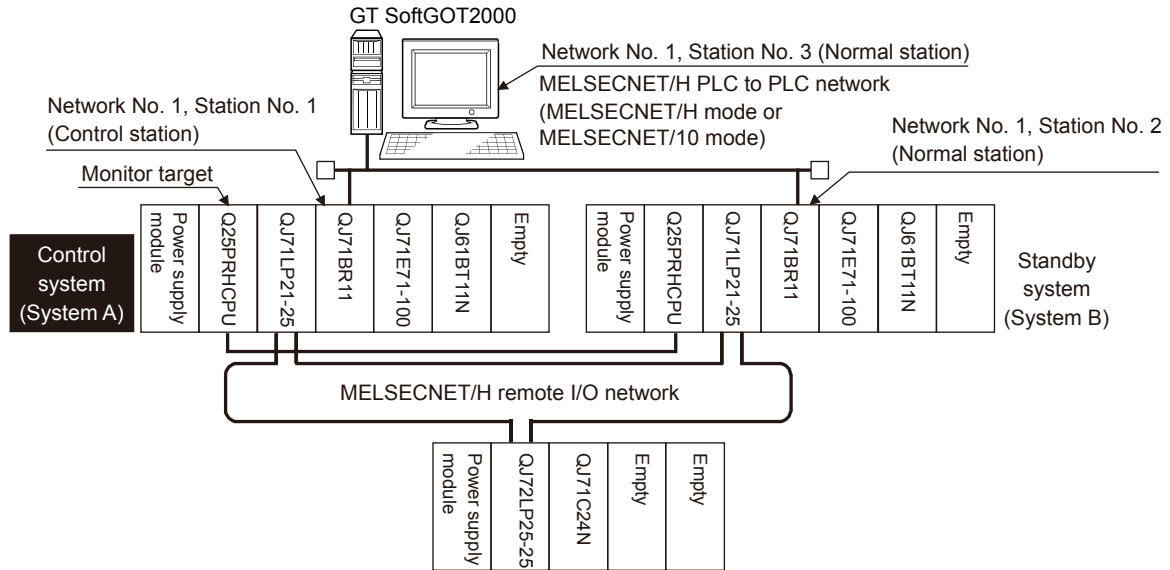 GT SoftGOT2000
Network No. 1, Station No. 3 (Normal station)
MELSECNET/H PLC to PLC network
(MELSECNET/H mode or
MELSECNET/10 mode)
Network No. 1, Station No. 1
(Control station)
Network No. 1, Station No. 2
(Normal station)
Monitor target
Control
system
(System A)
Power supply
module
Q25PRHCPU
QJ71LP21-25
QJ71BR11
QJ71E71-100
QJ61BT11N
Empty
Power supply
module
Q25PRHCPU
QJ71LP21-25
QJ71BR11
QJ71E71-100
QJ61BT11N
Empty
Standby
system
(System B)
MELSECNET/H remote I/O network
Power supply
module
QJ72LP25-25
QJ71C24N
Empty
Empty